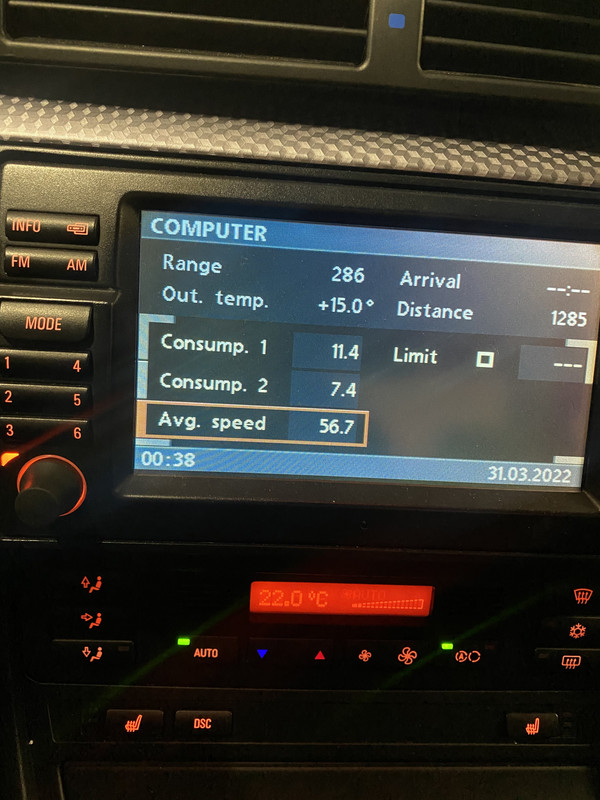 COMPUTER
INFO
FM AM
MODE
1 4
2 5
3 6
Range 286 Arrival --:--
Out. temp. +15.0° Distance 1285
Consump. 1 11.4 Limit ---
Consump. 2 7.4
Avg. speed 56.7
00:38 31.03.2022
22.0°C AUTO
AUTO A
DSC